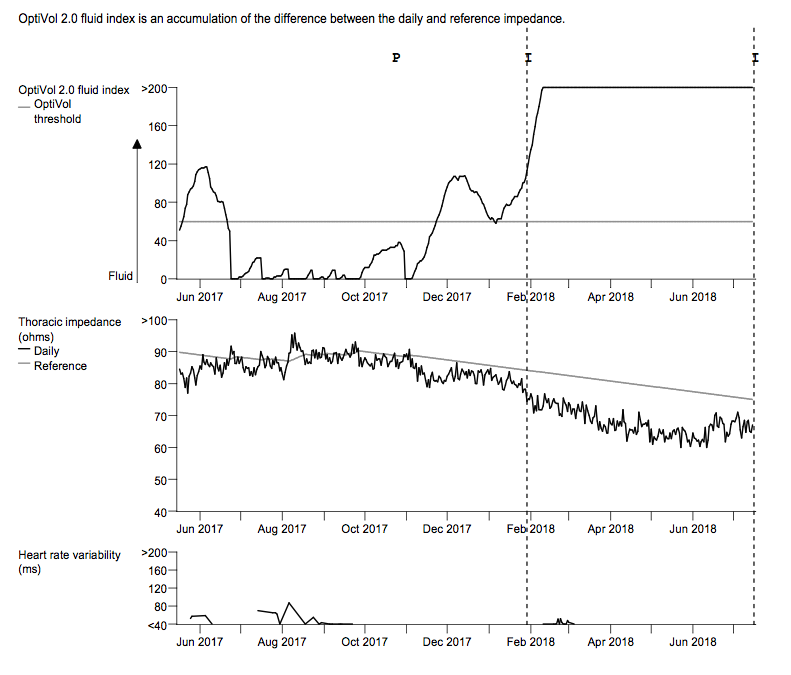 OptiVol 2.0 fluid index is an accumulation of the difference between the daily and reference impedance.
P I I
OptiVol 2.0 fluid index >200
OptiVol
threshold
160
120
80
40
Fluid 0
Jun 2017 Aug 2017 Oct 2017 Dec 2017 Feb 2018 Apr 2018 Jun 2018
Thoracic impedance >100
(ohms)
Daily 90
Reference
80
70
60
50
40
Jun 2017 Aug 2017 Oct 2017 Dec 2017 Feb 2018 Apr 2018 Jun 2018
Heart rate variability >200
(ms) 160
120
80
<40
Jun 2017 Aug 2017 Oct 2017 Dec 2017 Feb 2018 Apr 2018 Jun 2018